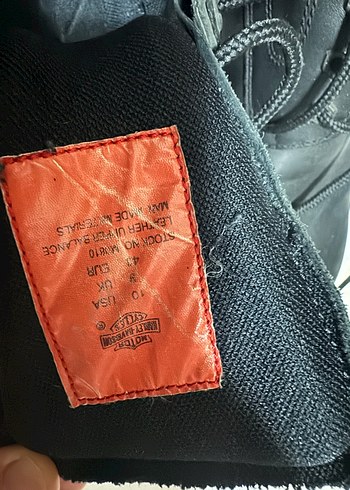 MOTOR
HARLEY-DAVIDSON
CYCLES
®
10 USA
UK
43 EUR
STOCK NO
LEATHER UPPER BALANCE
MAN MADE MATERIALS